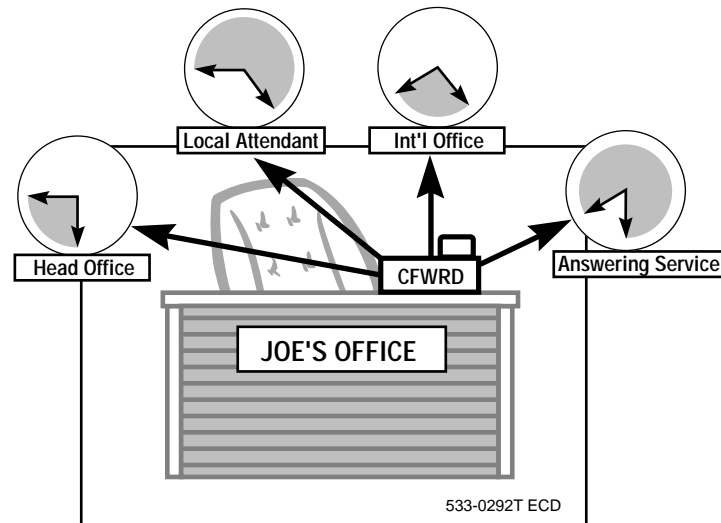 Local Attendant
Int'l Office
Head Office
Answering Service
CFWRD
JOE'S OFFICE
533-0292T ECD